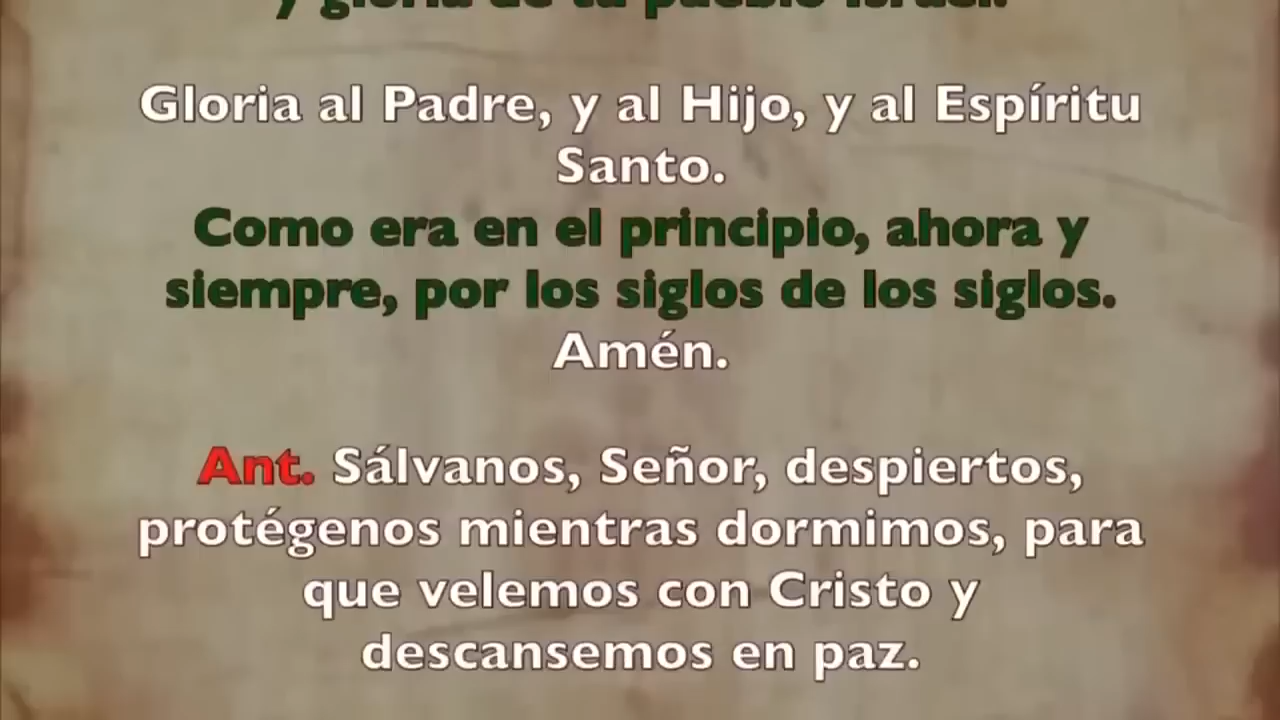 y gloria de tu pueblo Israel.
Gloria al Padre, y al Hijo, y al Espíritu
Santo.
Como era en el principio, ahora y
siempre, por los siglos de los siglos.
Amén.
Ant. Sálvanos, Señor, despiertos,
protégenos mientras dormimos, para
que velemos con Cristo y
descansemos en paz.